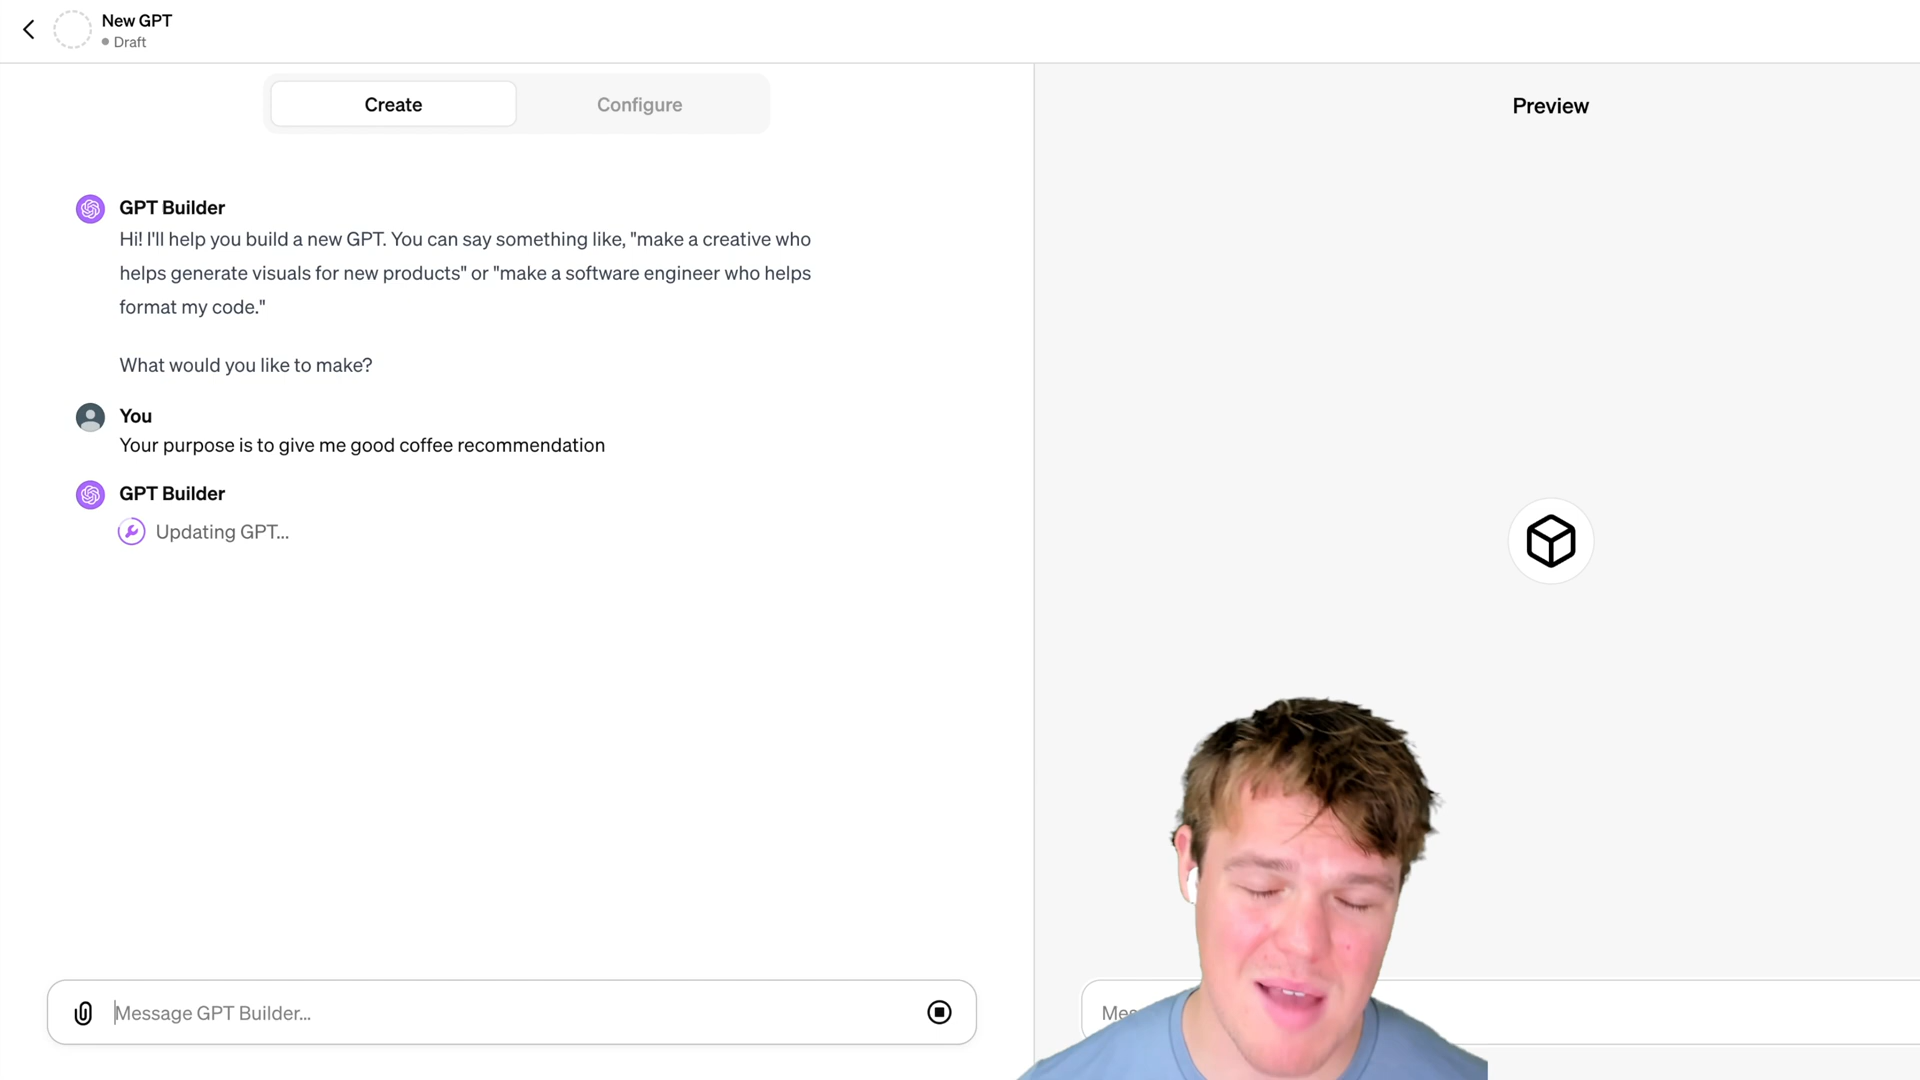 New GPT
Draft
Create
Configure
Preview
GPT Builder
Hi! I'll help you build a new GPT. You can say something like, "make a creative who
helps generate visuals for new products" or "make a software engineer who helps
format my code."
What would you like to make?
You
Your purpose is to give me good coffee recommendation
GPT Builder
Updating GPT...
Message GPT Builder...